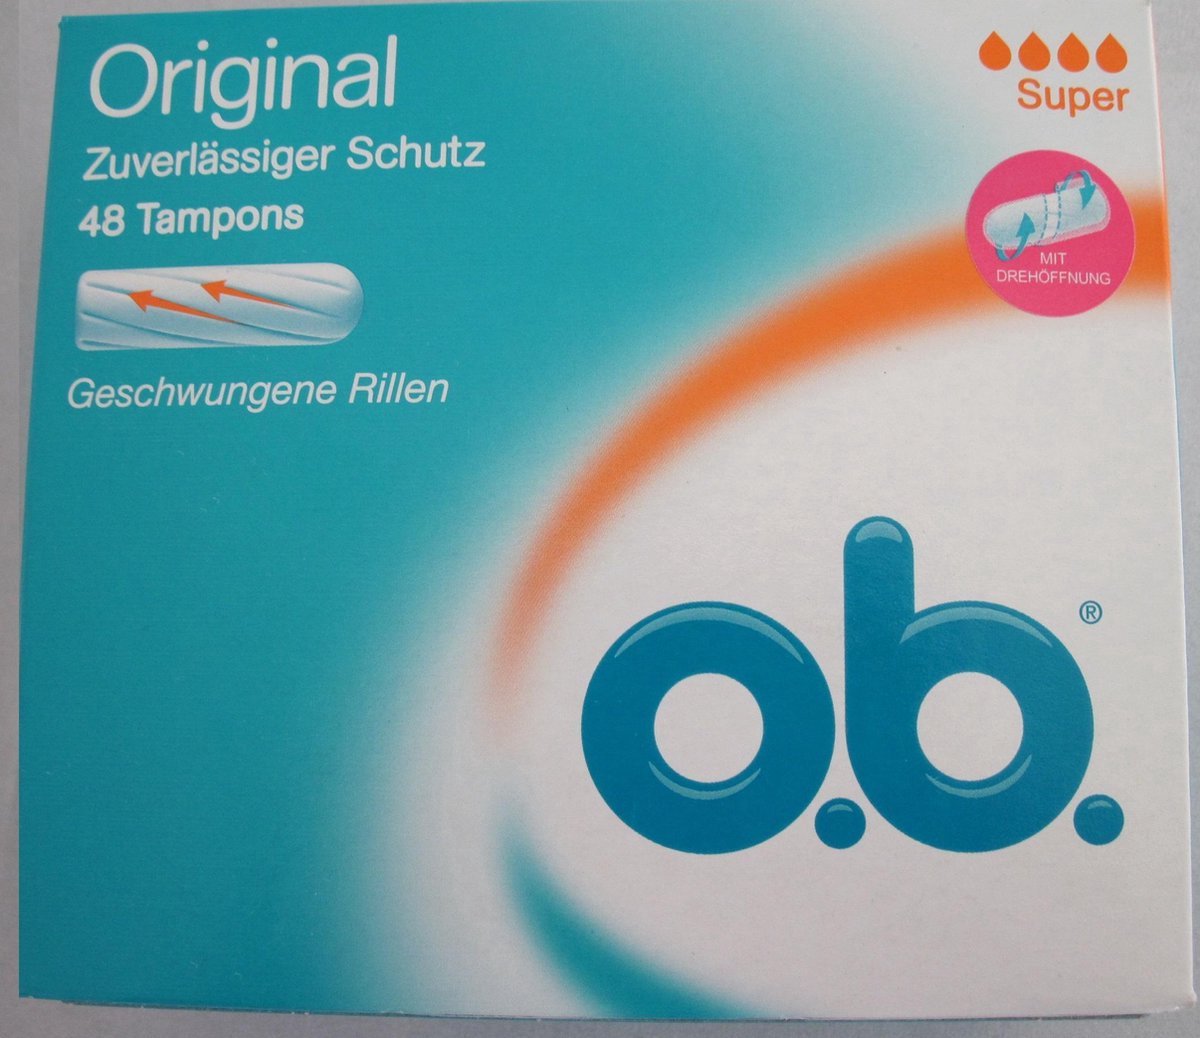 Original
Zuverlässiger Schutz
48 Tampons
Geschwungene Rillen
Super
MIT
DREHÖFFNUNG
o.b.®